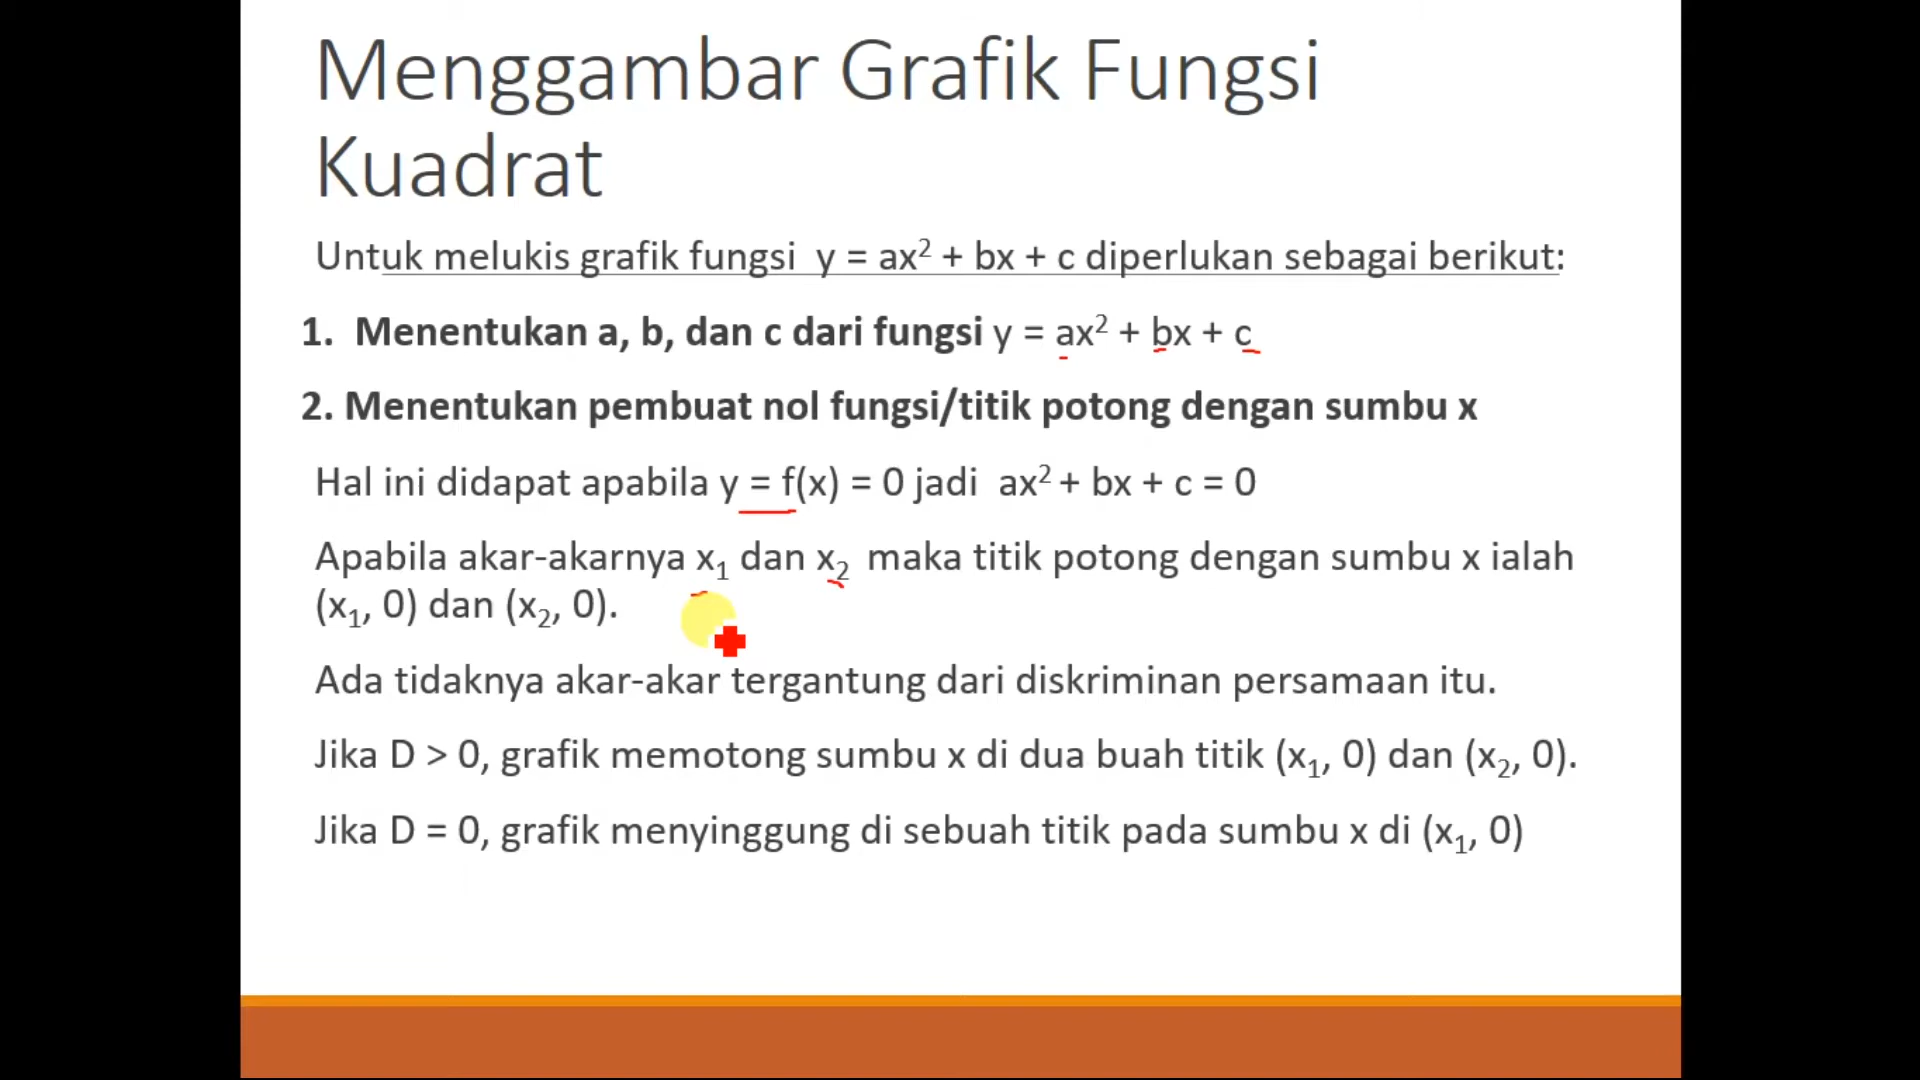 Menggambar Grafik Fungsi
Kuadrat
Untuk melukis grafik fungsi y = ax² + bx + c diperlukan sebagai berikut:
1. Menentukan a, b, dan c dari fungsi y = ax² + bx + c
2. Menentukan pembuat nol fungsi/titik potong dengan sumbu x
Hal ini didapat apabila y = f(x) = 0 jadi ax² + bx + c = 0
Apabila akar-akarnya x₁ dan x₂ maka titik potong dengan sumbu x ialah
(x₁, 0) dan (x₂, 0).
Ada tidaknya akar-akar tergantung dari diskriminan persamaan itu.
Jika D > 0, grafik memotong sumbu x di dua buah titik (x₁, 0) dan (x₂, 0).
Jika D = 0, grafik menyinggung di sebuah titik pada sumbu x di (x₁, 0)